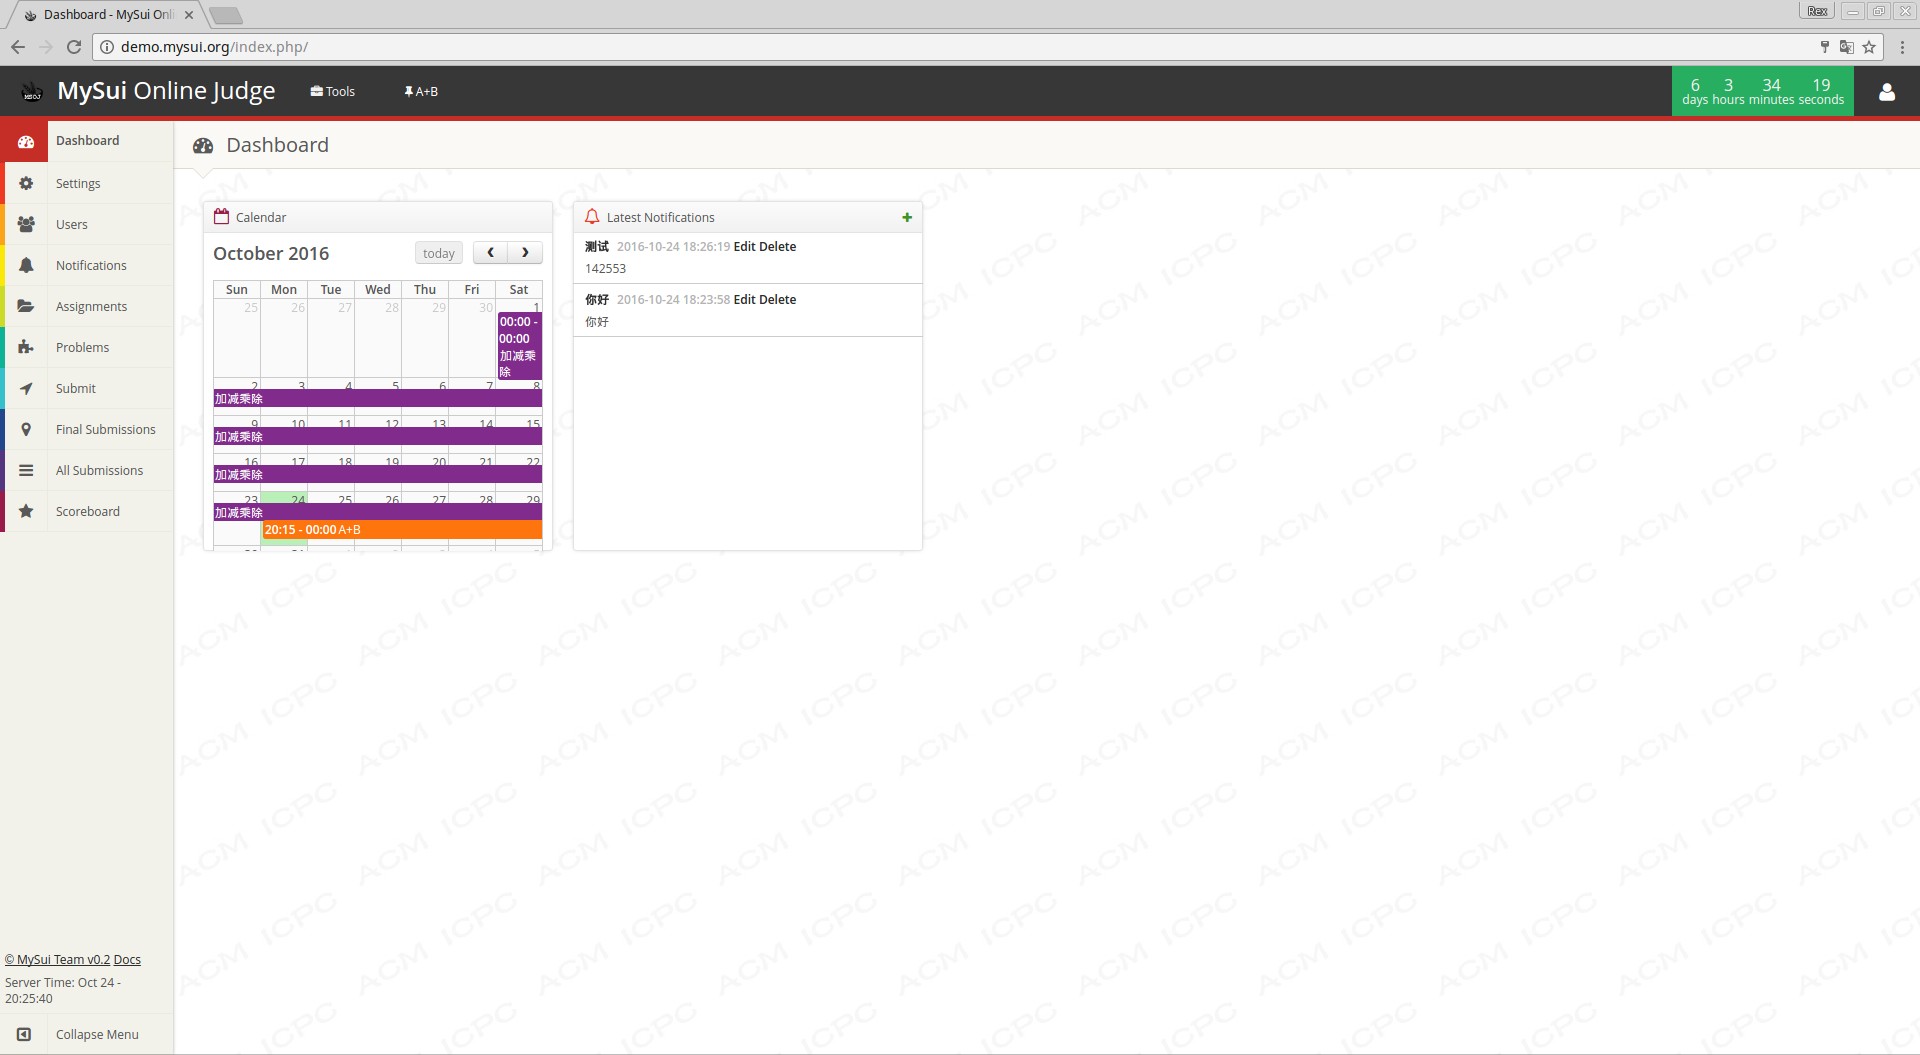 Dashboard - MySui Onli
Rex
demo.mysui.org/index.php/
MySui Online Judge
Tools
A+B
6 3 34 19
days hours minutes seconds
Dashboard
Settings
Users
Notifications
Assignments
Problems
Submit
Final Submissions
All Submissions
Scoreboard
© MySui Team v0.2 Docs
Server Time: Oct 24 -
20:25:40
Collapse Menu
Dashboard
Calendar
October 2016
today
Sun Mon Tue Wed Thu Fri Sat
25 26 27 28 29 30 1
00:00 -
00:00
加减乘
除
2 3 4 5 6 7 8
加减乘除
9 10 11 12 13 14 15
加减乘除
16 17 18 19 20 21 22
加减乘除
23 24 25 26 27 28 29
加减乘除
20:15 - 00:00 A+B
Latest Notifications
测试 2016-10-24 18:26:19 Edit Delete
142553
你好 2016-10-24 18:23:58 Edit Delete
你好
ACM ICPC